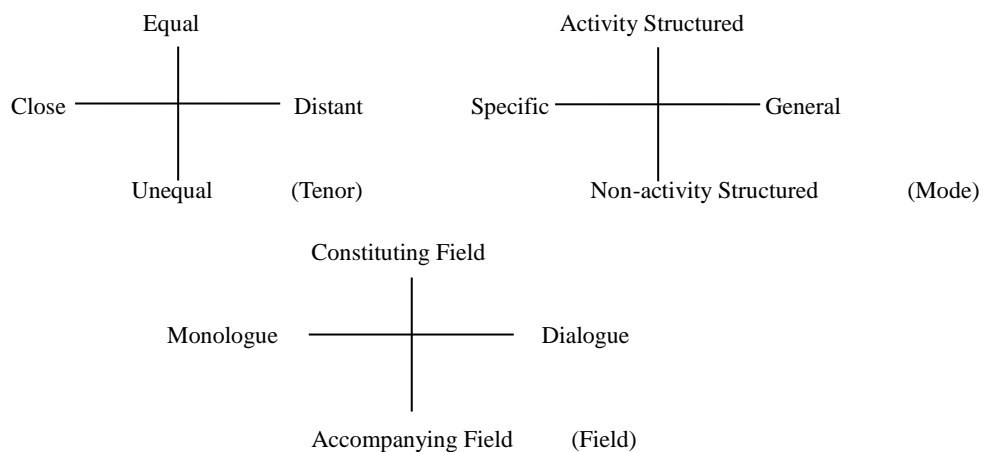 Equal
Activity Structured
Close
Distant
Specific
General
Unequal (Tenor)
Non-activity Structured (Mode)
Constituting Field
Monologue
Dialogue
Accompanying Field (Field)